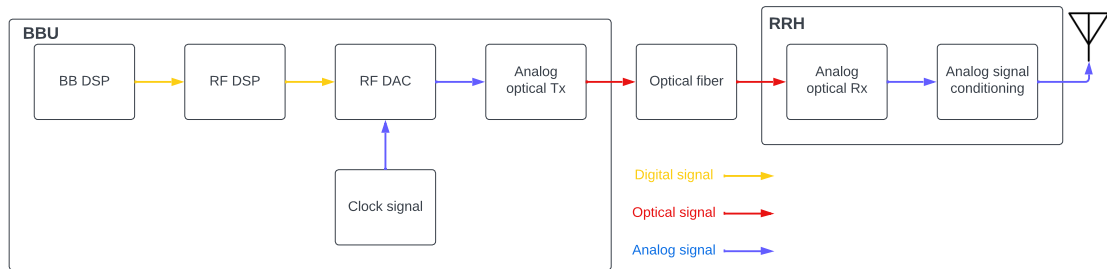 BBU
BB DSP
RF DSP
RF DAC
Analog
optical Tx
Optical fiber
RRH
Analog
optical Rx
Analog signal
conditioning
Clock signal
Digital signal
Optical signal
Analog signal